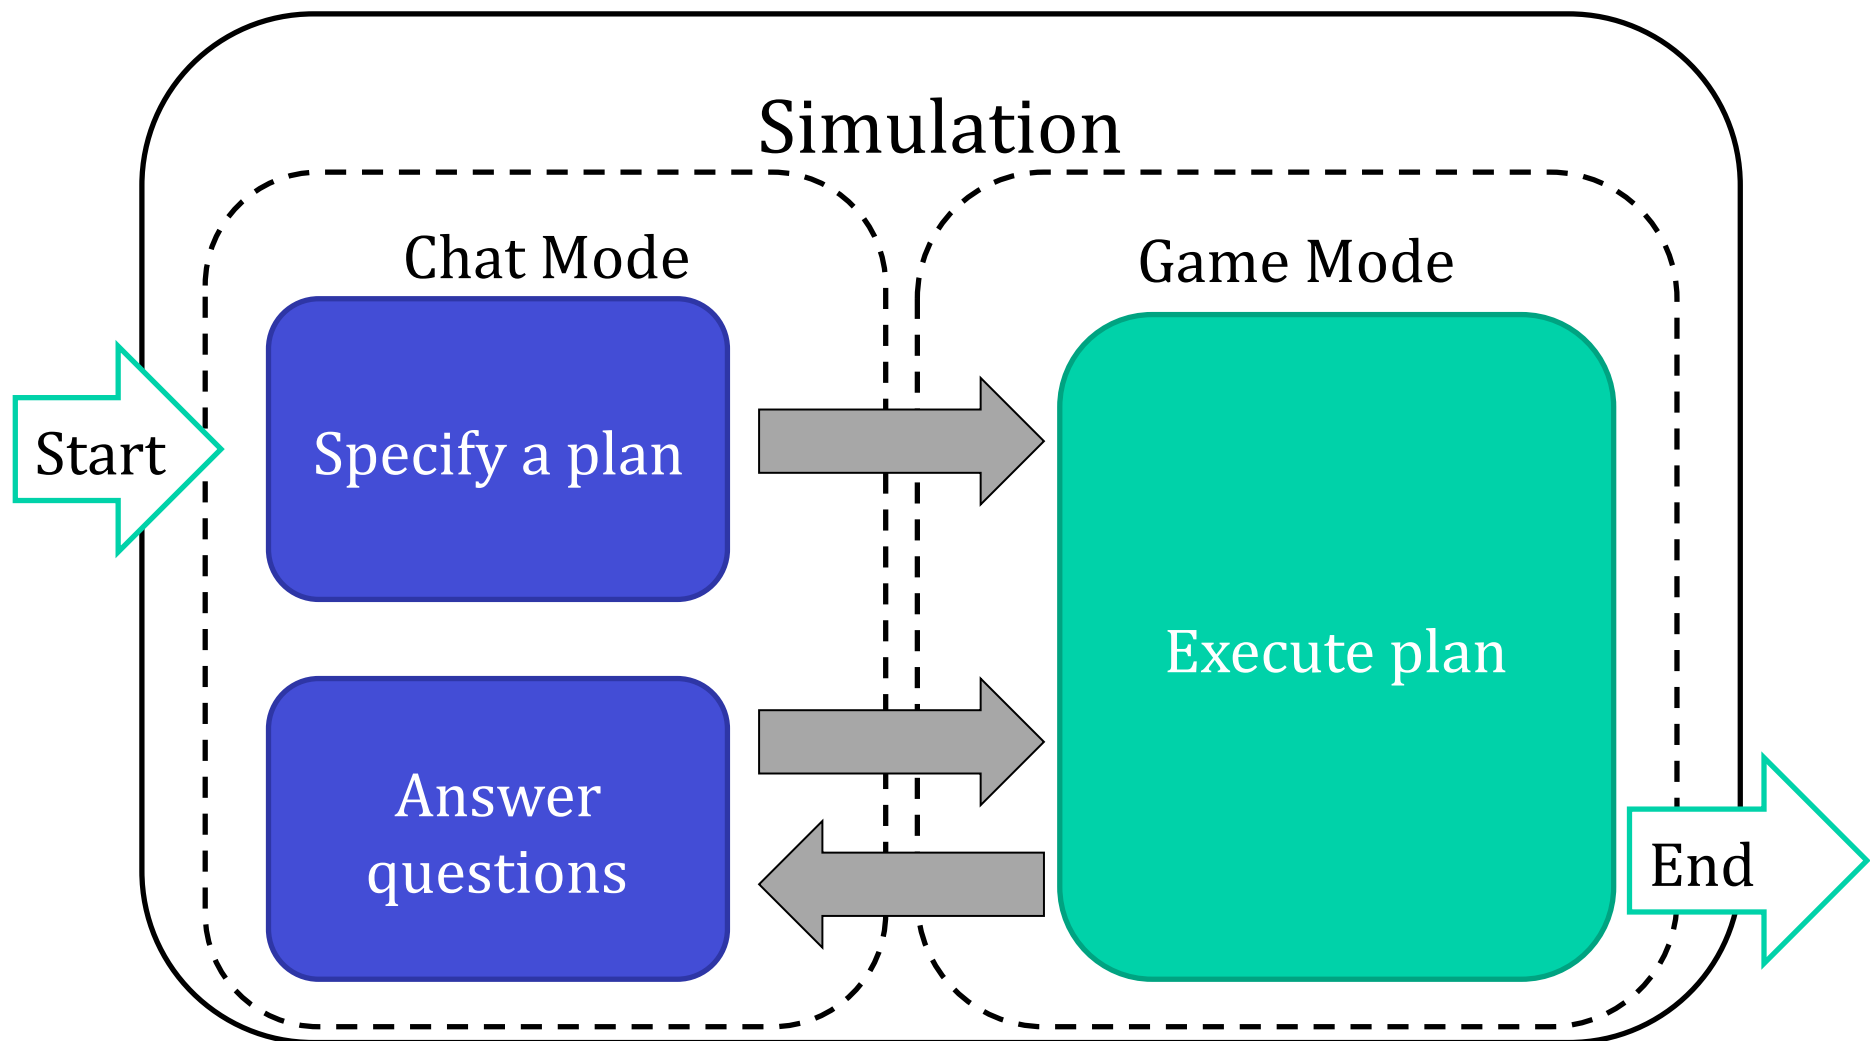 Simulation
Chat Mode
Game Mode
Start
Specify a plan
Execute plan
Answer
questions
End